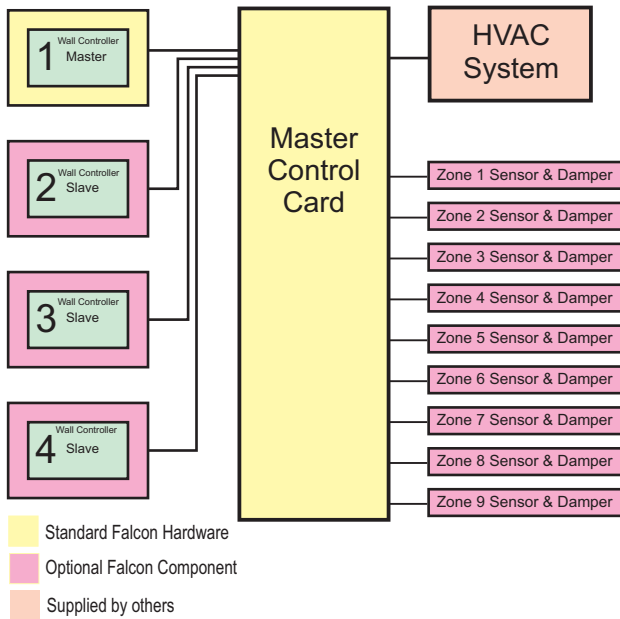 Wall Controller
1
Master
Wall Controller
2
Slave
Wall Controller
3
Slave
Wall Controller
4
Slave
Master
Control
Card
HVAC
System
Zone 1 Sensor & Damper
Zone 2 Sensor & Damper
Zone 3 Sensor & Damper
Zone 4 Sensor & Damper
Zone 5 Sensor & Damper
Zone 6 Sensor & Damper
Zone 7 Sensor & Damper
Zone 8 Sensor & Damper
Zone 9 Sensor & Damper
Standard Falcon Hardware
Optional Falcon Component
Supplied by others